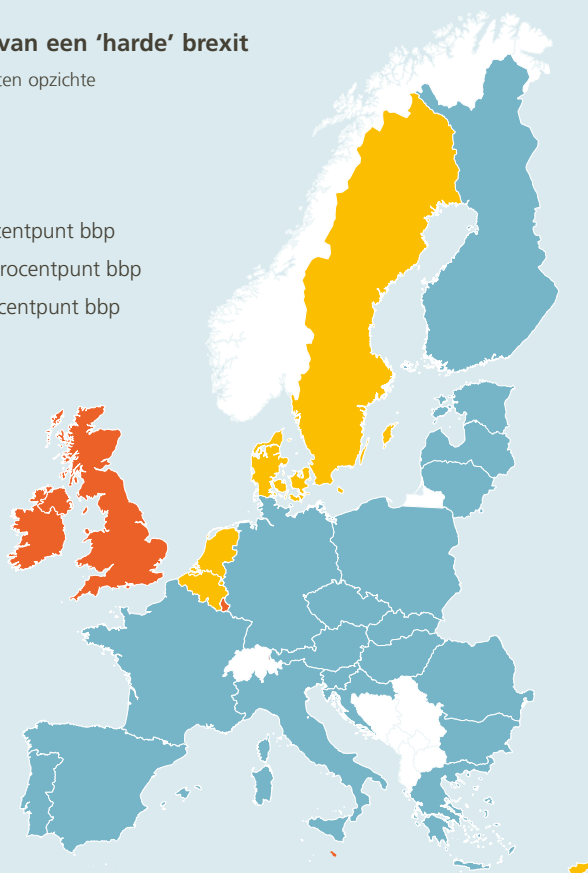 van een ‘harde’ brexit
ten opzichte
centpunt bbp
rocentpunt bbp
centpunt bbp